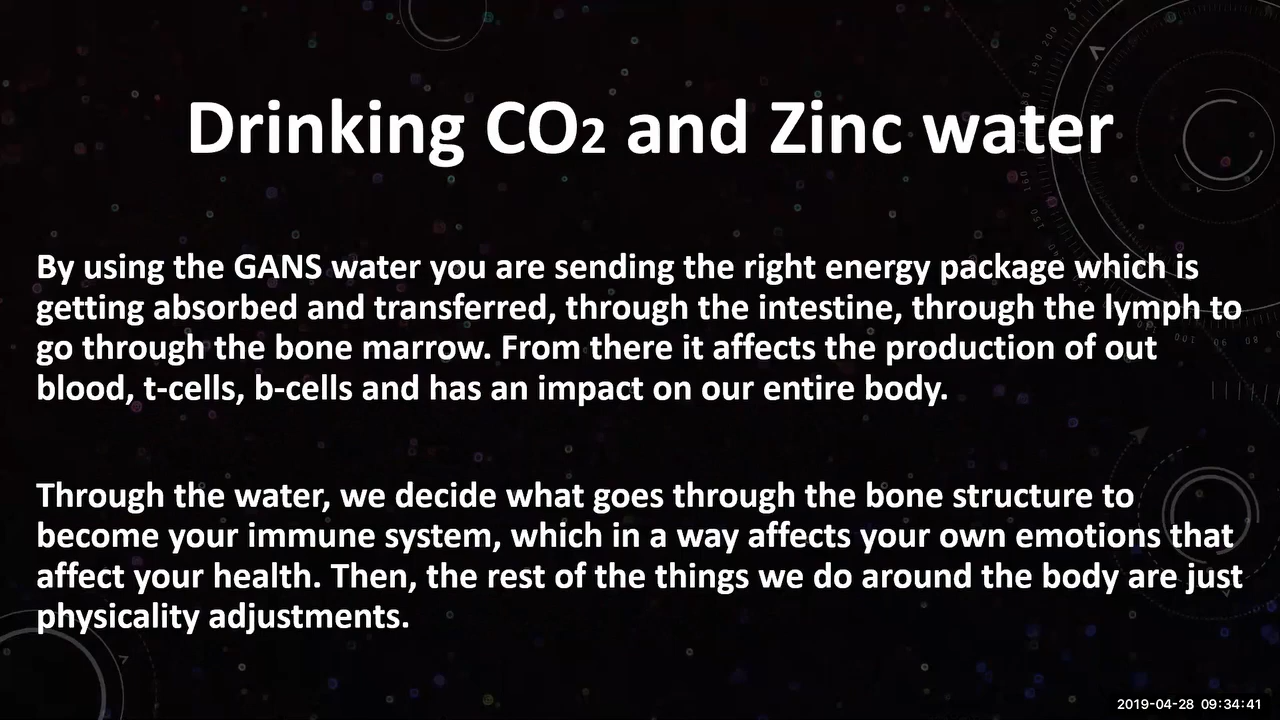 Drinking CO2 and Zinc water
By using the GANS water you are sending the right energy package which is
getting absorbed and transferred, through the intestine, through the lymph to
go through the bone marrow. From there it affects the production of out
blood, t-cells, b-cells and has an impact on our entire body.
Through the water, we decide what goes through the bone structure to
become your immune system, which in a way affects your own emotions that
affect your health. Then, the rest of the things we do around the body are just
physicality adjustments.
2019-04-28 09:34:41